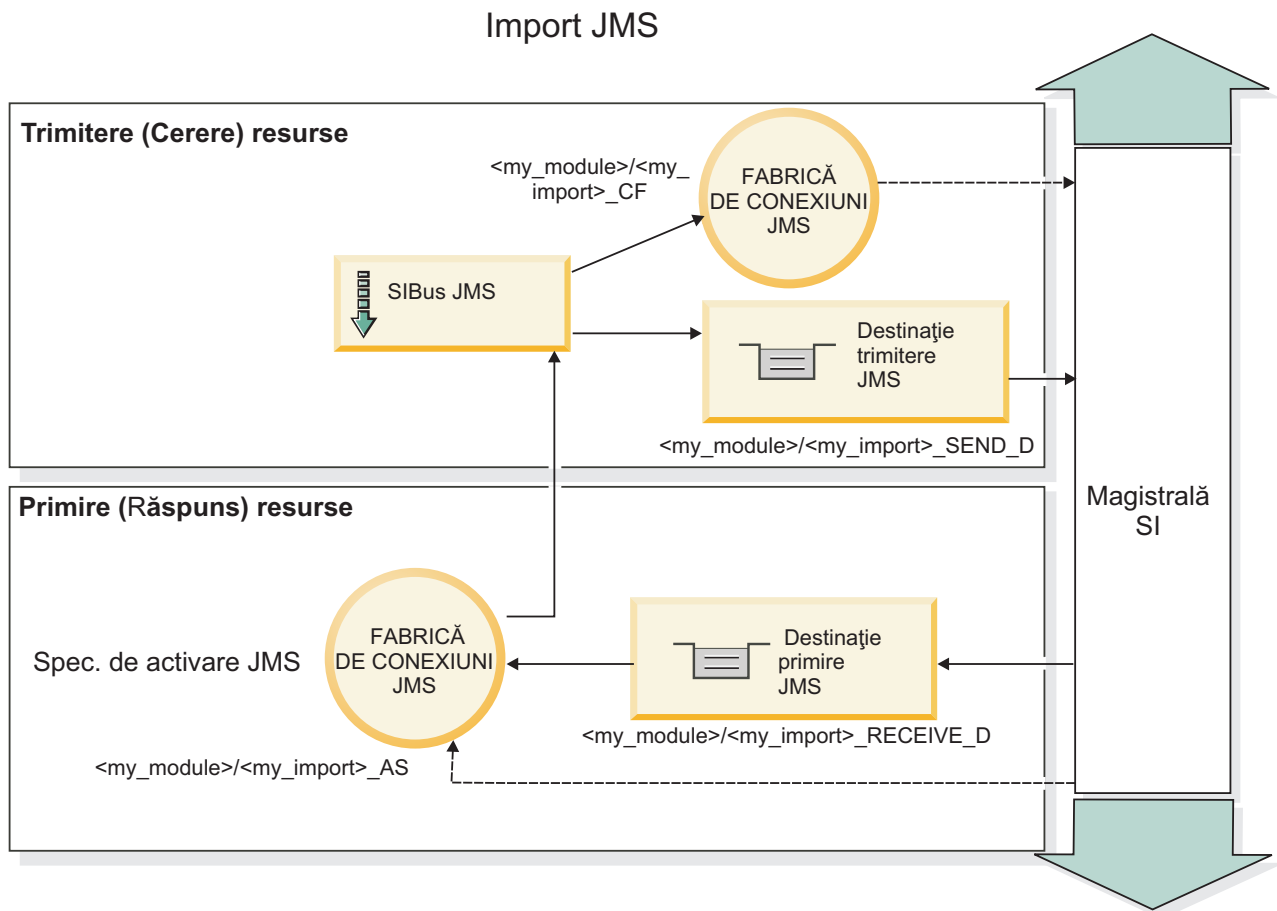 Import JMS
Trimitere (Cerere) resurse
<my_module>/<my_
import>_CF
FABRICĂ
DE CONEXIUNI
JMS
SIBus JMS
Destinaţie
trimitere
JMS
<my_module>/<my_import>_SEND_D
Magistrală
SI
Primire (Răspuns) resurse
Spec. de activare JMS
FABRICĂ
DE CONEXIUNI
JMS
Destinaţie
primire
JMS
<my_module>/<my_import>_RECEIVE_D
<my_module>/<my_import>_AS